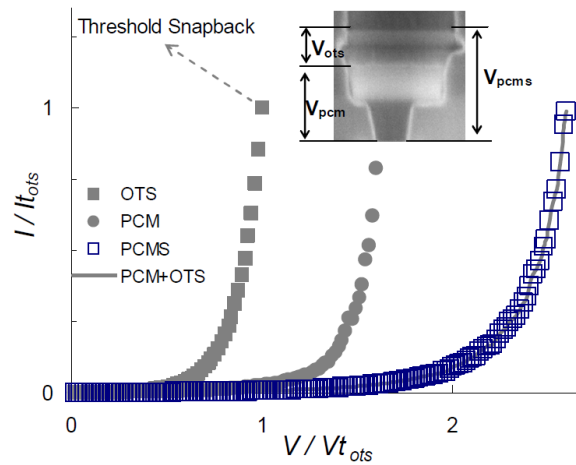 Threshold Snapback
V_ots
V_pcm
V_pcms
1
I / It_ots
OTS
PCM
PCMS
PCM+OTS
0
0
1
2
V / Vt_ots